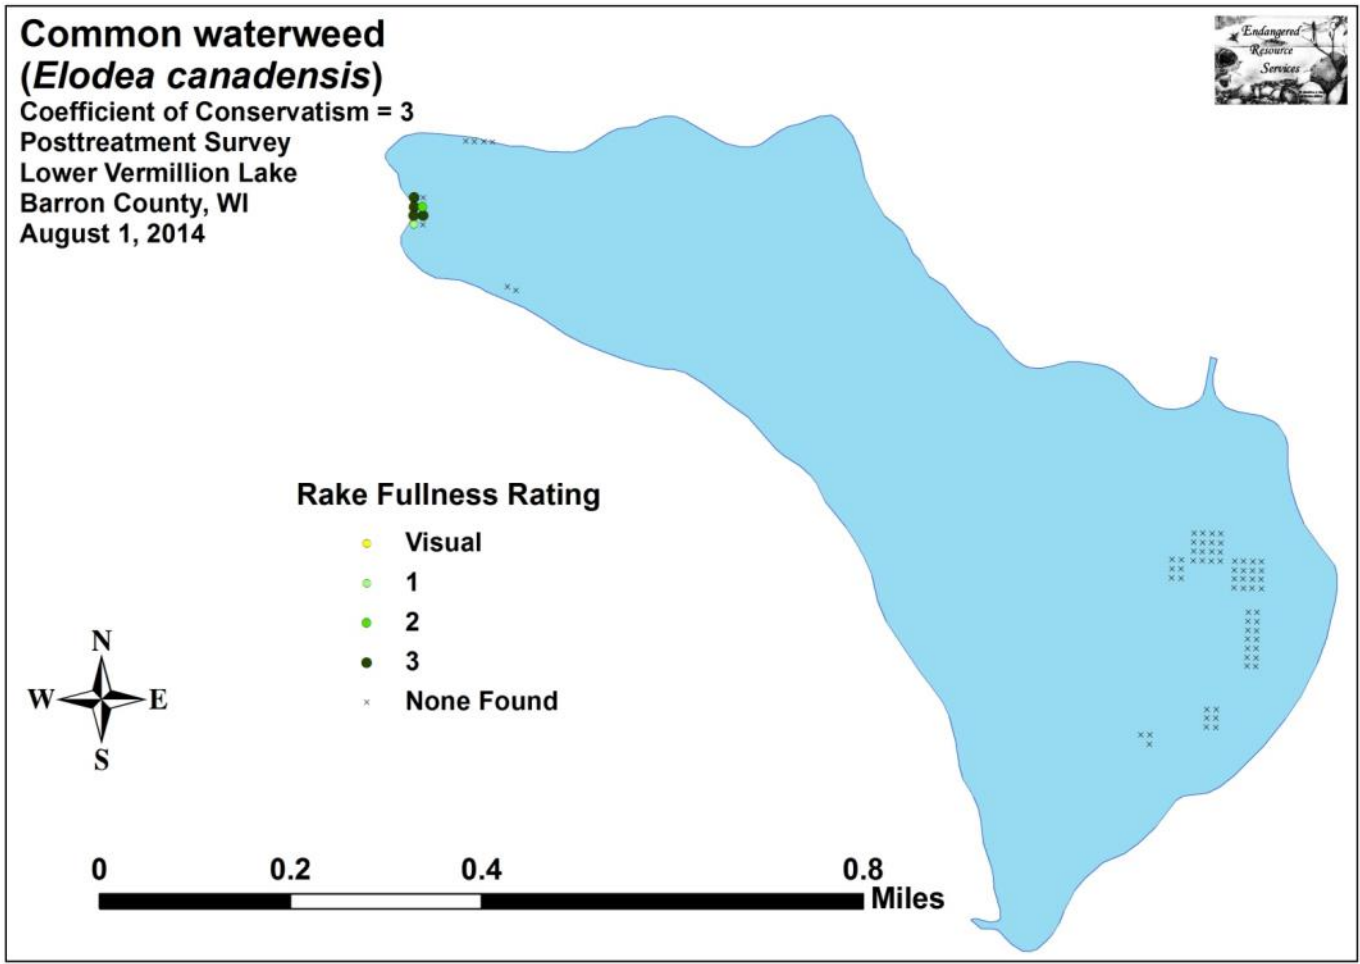 Common waterweed
(Elodea canadensis)
Coefficient of Conservatism = 3
Posttreatment Survey
Lower Vermillion Lake
Barron County, WI
August 1, 2014
Endangered
Resource
Services
Rake Fullness Rating
Visual
1
2
3
None Found
N
W E
S
0 0.2 0.4 0.8
Miles